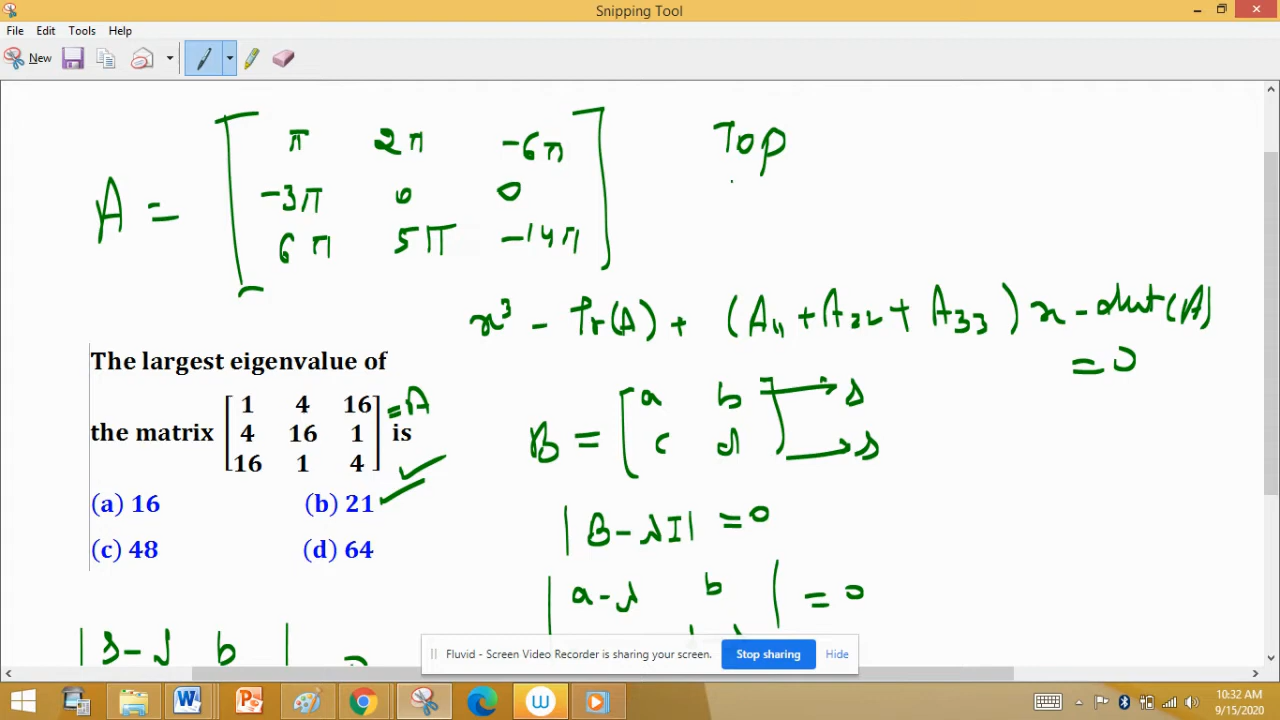 Snipping Tool
File Edit Tools Help
New
A = [ π 2π -6π
-3π 0 0
6π 5π -14π ]
Top
x³ - Tr(A) + (A₁₁ + A₂₂ + A₃₃) x - det(A)
= 0
The largest eigenvalue of
the matrix [ 1 4 16
4 16 1
16 1 4 ] = A is
(a) 16 (b) 21
(c) 48 (d) 64
B = [ a b → s
c d ] → s
|B - λI| = 0
| a - λ b | = 0
| s - λ b |
Fluvid - Screen Video Recorder is sharing your screen. Stop sharing Hide
10:32 AM
9/15/2020